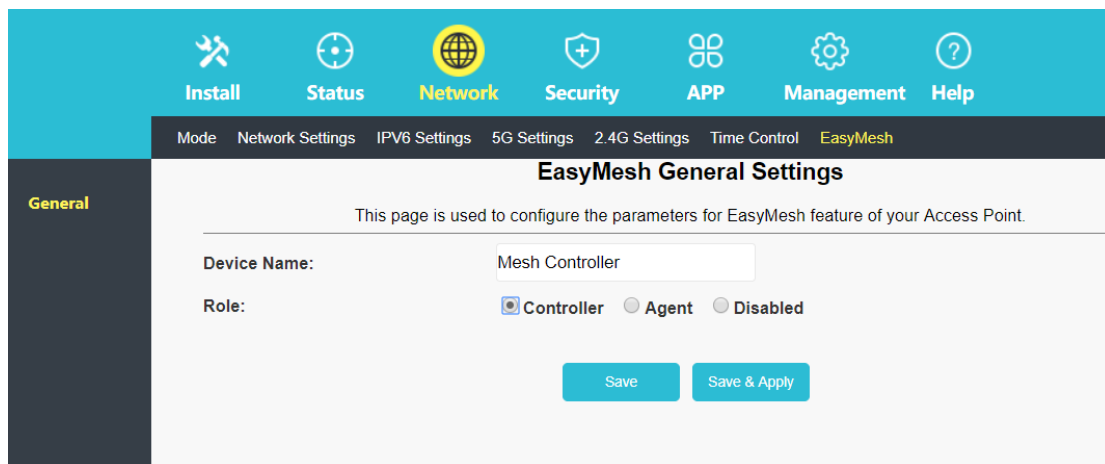 Install Status Network Security APP Management Help
Mode Network Settings IPV6 Settings 5G Settings 2.4G Settings Time Control EasyMesh
General
EasyMesh General Settings
This page is used to configure the parameters for EasyMesh feature of your Access Point.
Device Name: Mesh Controller
Role: Controller Agent Disabled
Save Save & Apply